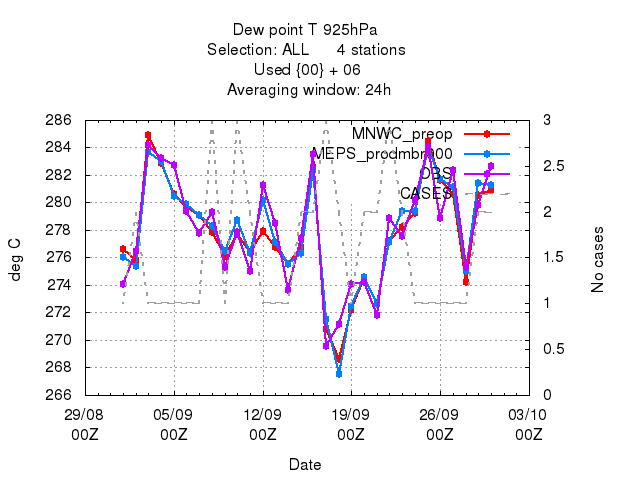 Dew point T 925hPa
Selection: ALL 4 stations
Used {00} + 06
Averaging window: 24h
MNWC_preop
MEPS_prodmbr000
OBS
CASES
deg C
286
284
282
280
278
276
274
272
270
268
266
3
2.5
2
1.5
1
0.5
0
No cases
29/08 05/09 12/09 19/09 26/09 03/10
00Z 00Z 00Z 00Z 00Z 00Z
Date